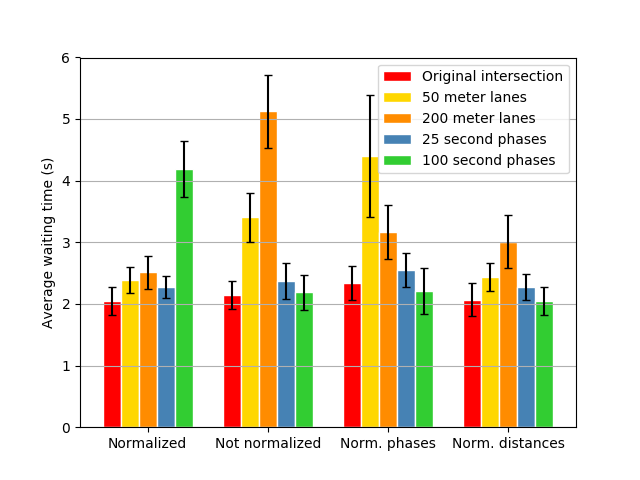 6
5
4
3
2
1
0
Average waiting time (s)
Original intersection
50 meter lanes
200 meter lanes
25 second phases
100 second phases
Normalized
Not normalized
Norm. phases
Norm. distances